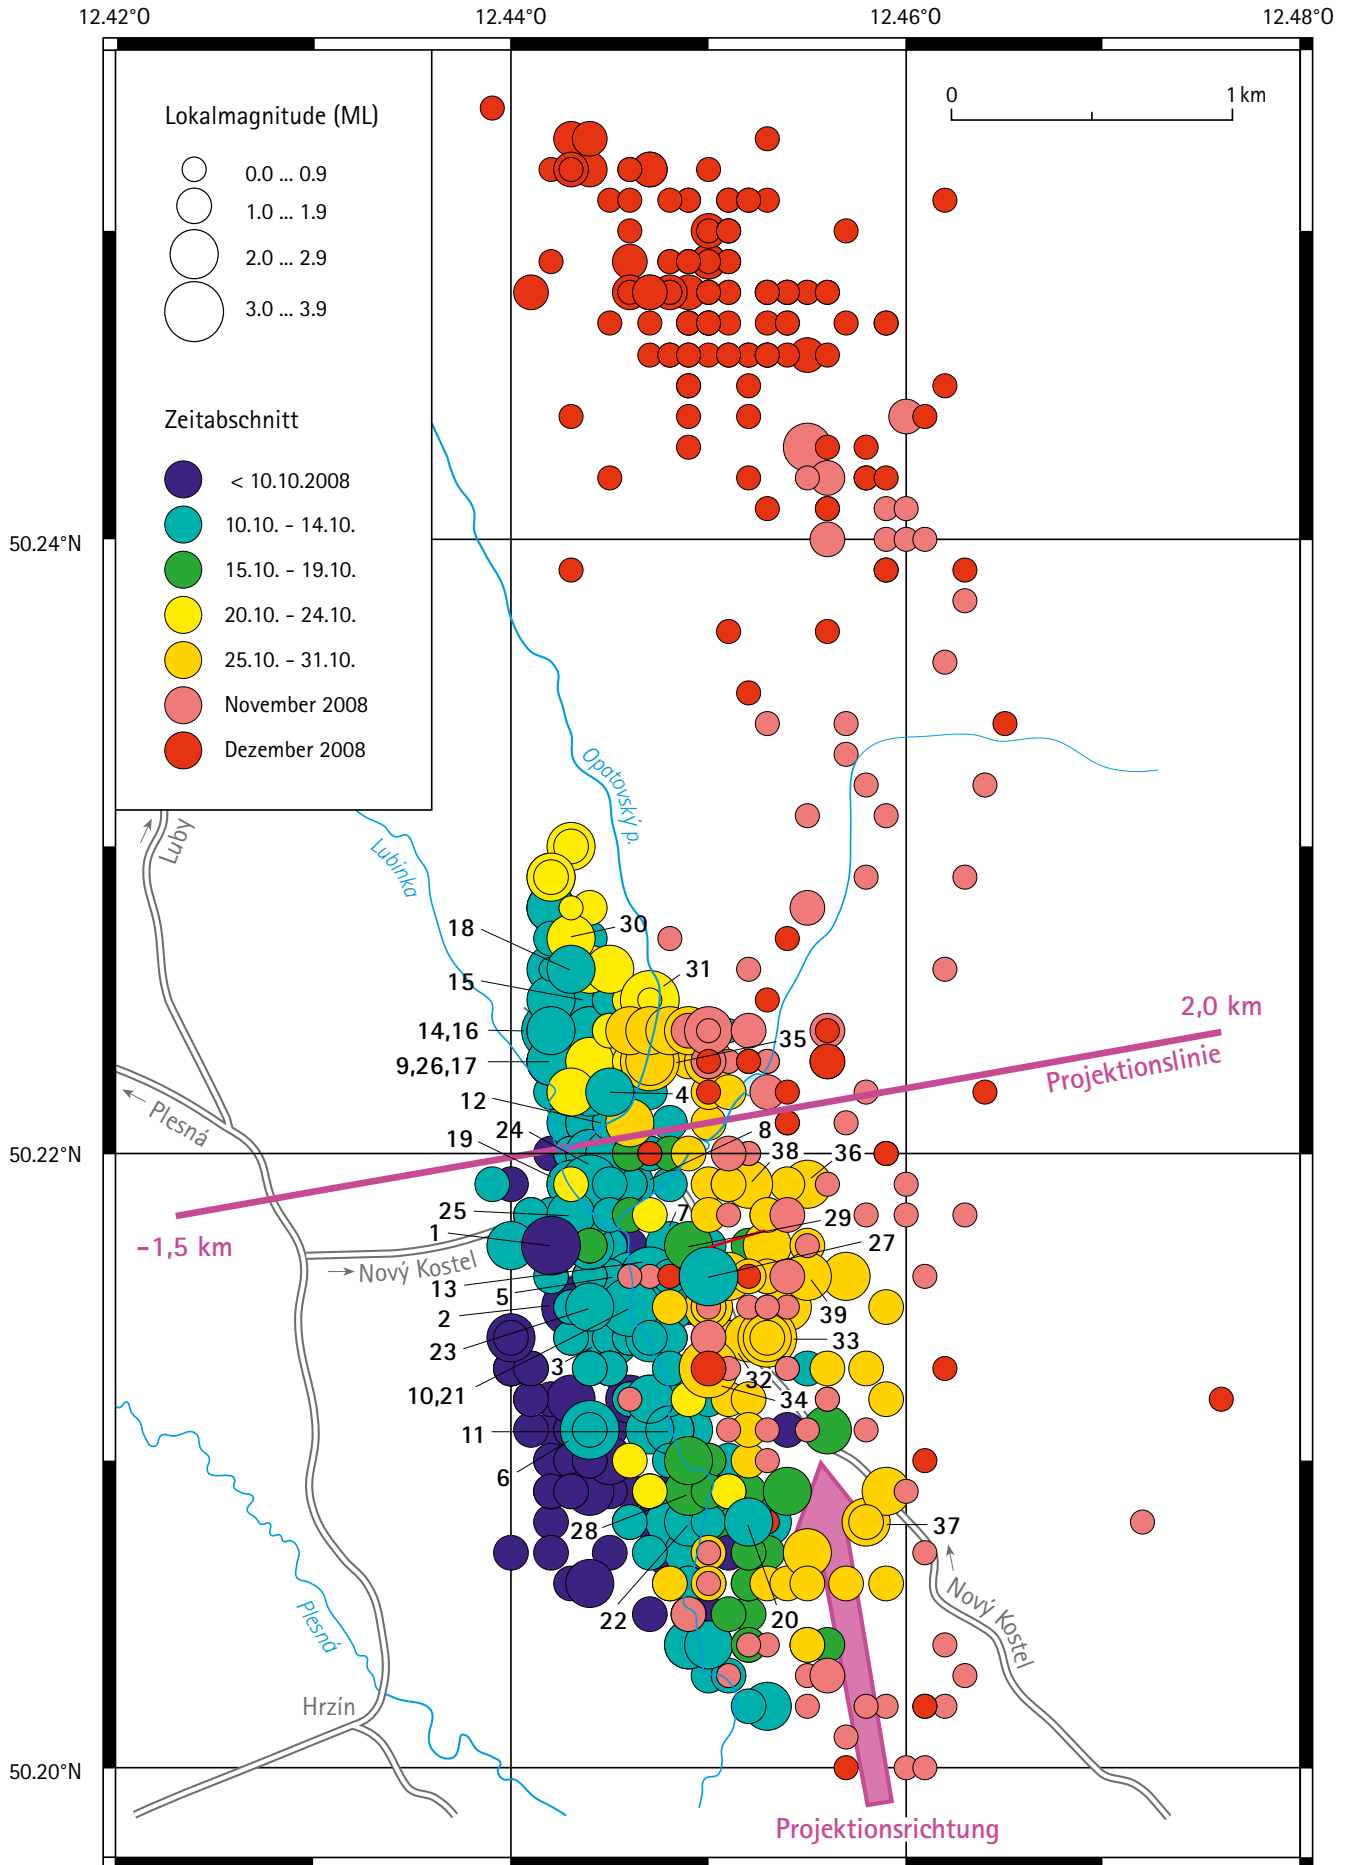 12.42°O
12.44°O
12.46°O
12.48°O
Lokalmagnitude (ML)
0.0 ... 0.9
1.0 ... 1.9
2.0 ... 2.9
3.0 ... 3.9
0
1 km
Zeitabschnitt
< 10.10.2008
10.10. - 14.10.
15.10. - 19.10.
20.10. - 24.10.
25.10. - 31.10.
November 2008
Dezember 2008
50.24°N
Opatovský p.
Luby
Lubinka
30
18
31
15
2,0 km
14,16
35
9,26,17
Projektionslinie
4
12
Plesná
24
8
19
38
36
50.22°N
25
7
29
1
27
-1,5 km
Nový Kostel
13
5
2
39
23
33
3
32
10,21
34
11
6
28
37
Nový Kostel
22
20
Plesná
Hrzín
50.20°N
Projektionsrichtung